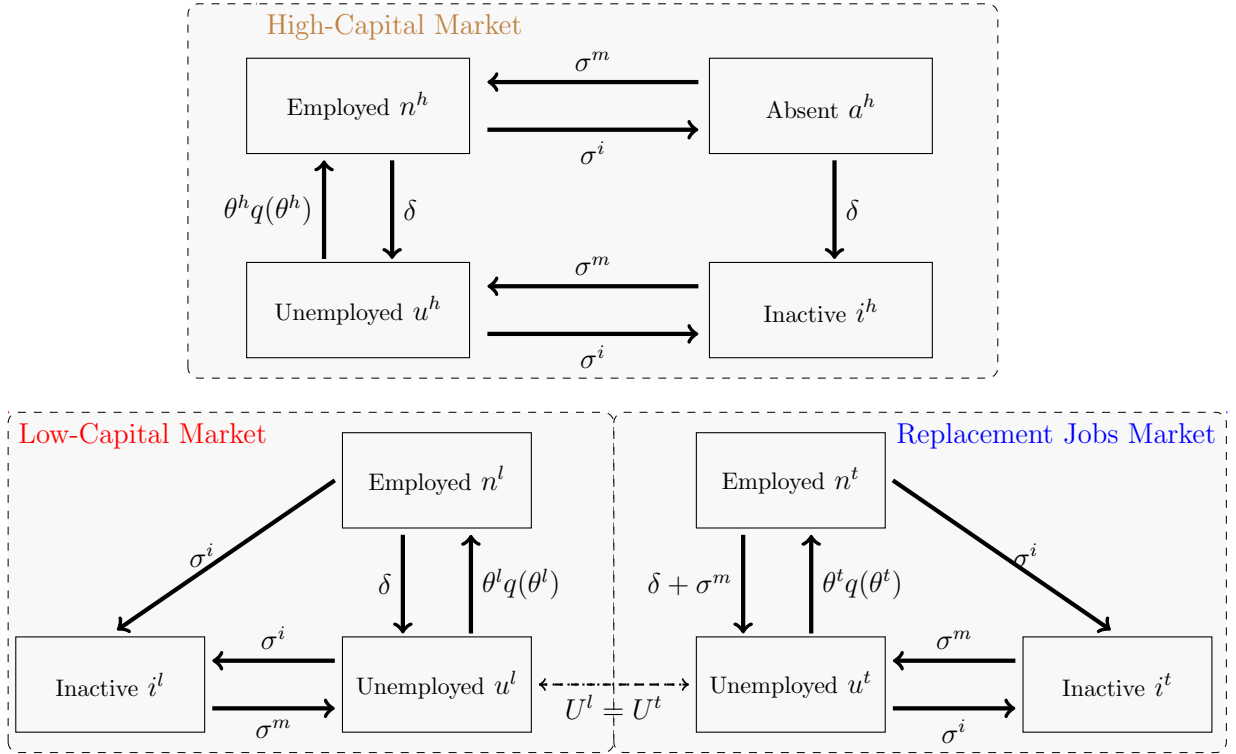 High-Capital Market
σ^m
Employed n^h
Absent a^h
σ^i
θ^h q(θ^h)
δ
δ
σ^m
Unemployed u^h
Inactive i^h
σ^i
Low-Capital Market
Replacement Jobs Market
Employed n^l
Employed n^t
σ^i
σ^i
δ
θ^l q(θ^l)
δ + σ^m
θ^t q(θ^t)
σ^i
σ^m
Inactive i^l
Unemployed u^l
Unemployed u^t
Inactive i^t
U^l = U^t
σ^m
σ^i